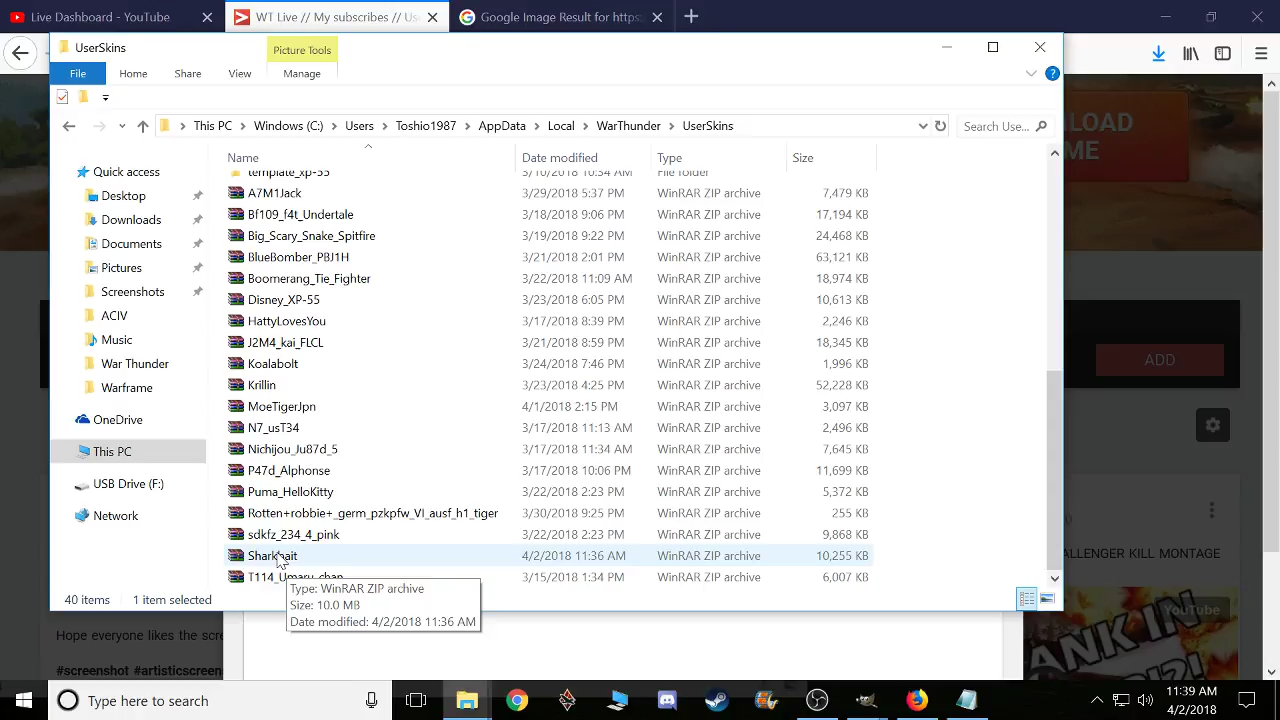 Live Dashboard - YouTube
WT Live // My subscribes // Us
Google Image Result for https:
UserSkins
Picture Tools
File
Home
Share
View
Manage
This PC
Windows (C:)
Users
Toshio1987
AppData
Local
WarThunder
UserSkins
Search Use...
Name
Date modified
Type
Size
template_xp-55 3/10/2018 10:34 AM File folder
A7M1Jack 3/29/2018 5:37 PM WinRAR ZIP archive 7,479 KB
Bf109_f4t_Undertale 3/18/2018 9:06 PM WinRAR ZIP archive 17,194 KB
Big_Scary_Snake_Spitfire 3/19/2018 9:22 PM WinRAR ZIP archive 24,468 KB
BlueBomber_PBJ1H 3/21/2018 2:01 PM WinRAR ZIP archive 63,121 KB
Boomerang_Tie_Fighter 3/22/2018 11:09 AM WinRAR ZIP archive 18,974 KB
Disney_XP-55 3/23/2018 6:05 PM WinRAR ZIP archive 10,613 KB
HattyLovesYou 3/17/2018 8:39 PM WinRAR ZIP archive 2,246 KB
J2M4_kai_FLCL 3/21/2018 8:59 PM WinRAR ZIP archive 18,345 KB
Koalabolt 3/24/2018 7:46 PM WinRAR ZIP archive 1,996 KB
Krillin 3/23/2018 4:25 PM WinRAR ZIP archive 52,228 KB
MoeTigerJpn 4/1/2018 2:15 PM WinRAR ZIP archive 3,097 KB
N7_usT34 3/17/2018 11:13 AM WinRAR ZIP archive 2,496 KB
Nichijou_Ju87d_5 3/17/2018 11:34 AM WinRAR ZIP archive 7,645 KB
P47d_Alphonse 3/17/2018 10:06 PM WinRAR ZIP archive 11,699 KB
Puma_HelloKitty 3/22/2018 2:23 PM WinRAR ZIP archive 5,372 KB
Rotten+robbie+_germ_pzkpfw_VI_ausf_h1_tiger 3/30/2018 9:25 PM WinRAR ZIP archive 255 KB
sdkfz_234_4_pink 3/22/2018 2:23 PM WinRAR ZIP archive 9,868 KB
Sharkbait 4/2/2018 11:36 AM WinRAR ZIP archive 10,255 KB
T114_Umaru_chan 3/15/2018 1:34 PM WinRAR ZIP archive 6,007 KB
Quick access
Desktop
Downloads
Documents
Pictures
Screenshots
ACIV
Music
War Thunder
Warframe
OneDrive
This PC
USB Drive (F:)
Network
Type: WinRAR ZIP archive
Size: 10.0 MB
Date modified: 4/2/2018 11:36 AM
40 items
1 item selected
ADD
KILL MONTAGE
YouTube
Hope everyone likes the scre
#screenshot #artisticscreens
Type here to search
11:39 AM
4/2/2018